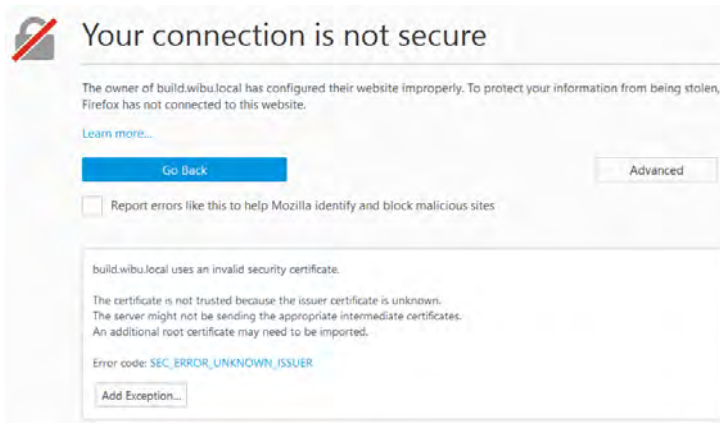 Your connection is not secure
The owner of build.wibu.local has configured their website improperly. To protect your information from being stolen,
Firefox has not connected to this website.
Learn more...
Go Back
Advanced
Report errors like this to help Mozilla identify and block malicious sites
build.wibu.local uses an invalid security certificate.
The certificate is not trusted because the issuer certificate is unknown.
The server might not be sending the appropriate intermediate certificates.
An additional root certificate may need to be imported.
Error code: SEC_ERROR_UNKNOWN_ISSUER
Add Exception...